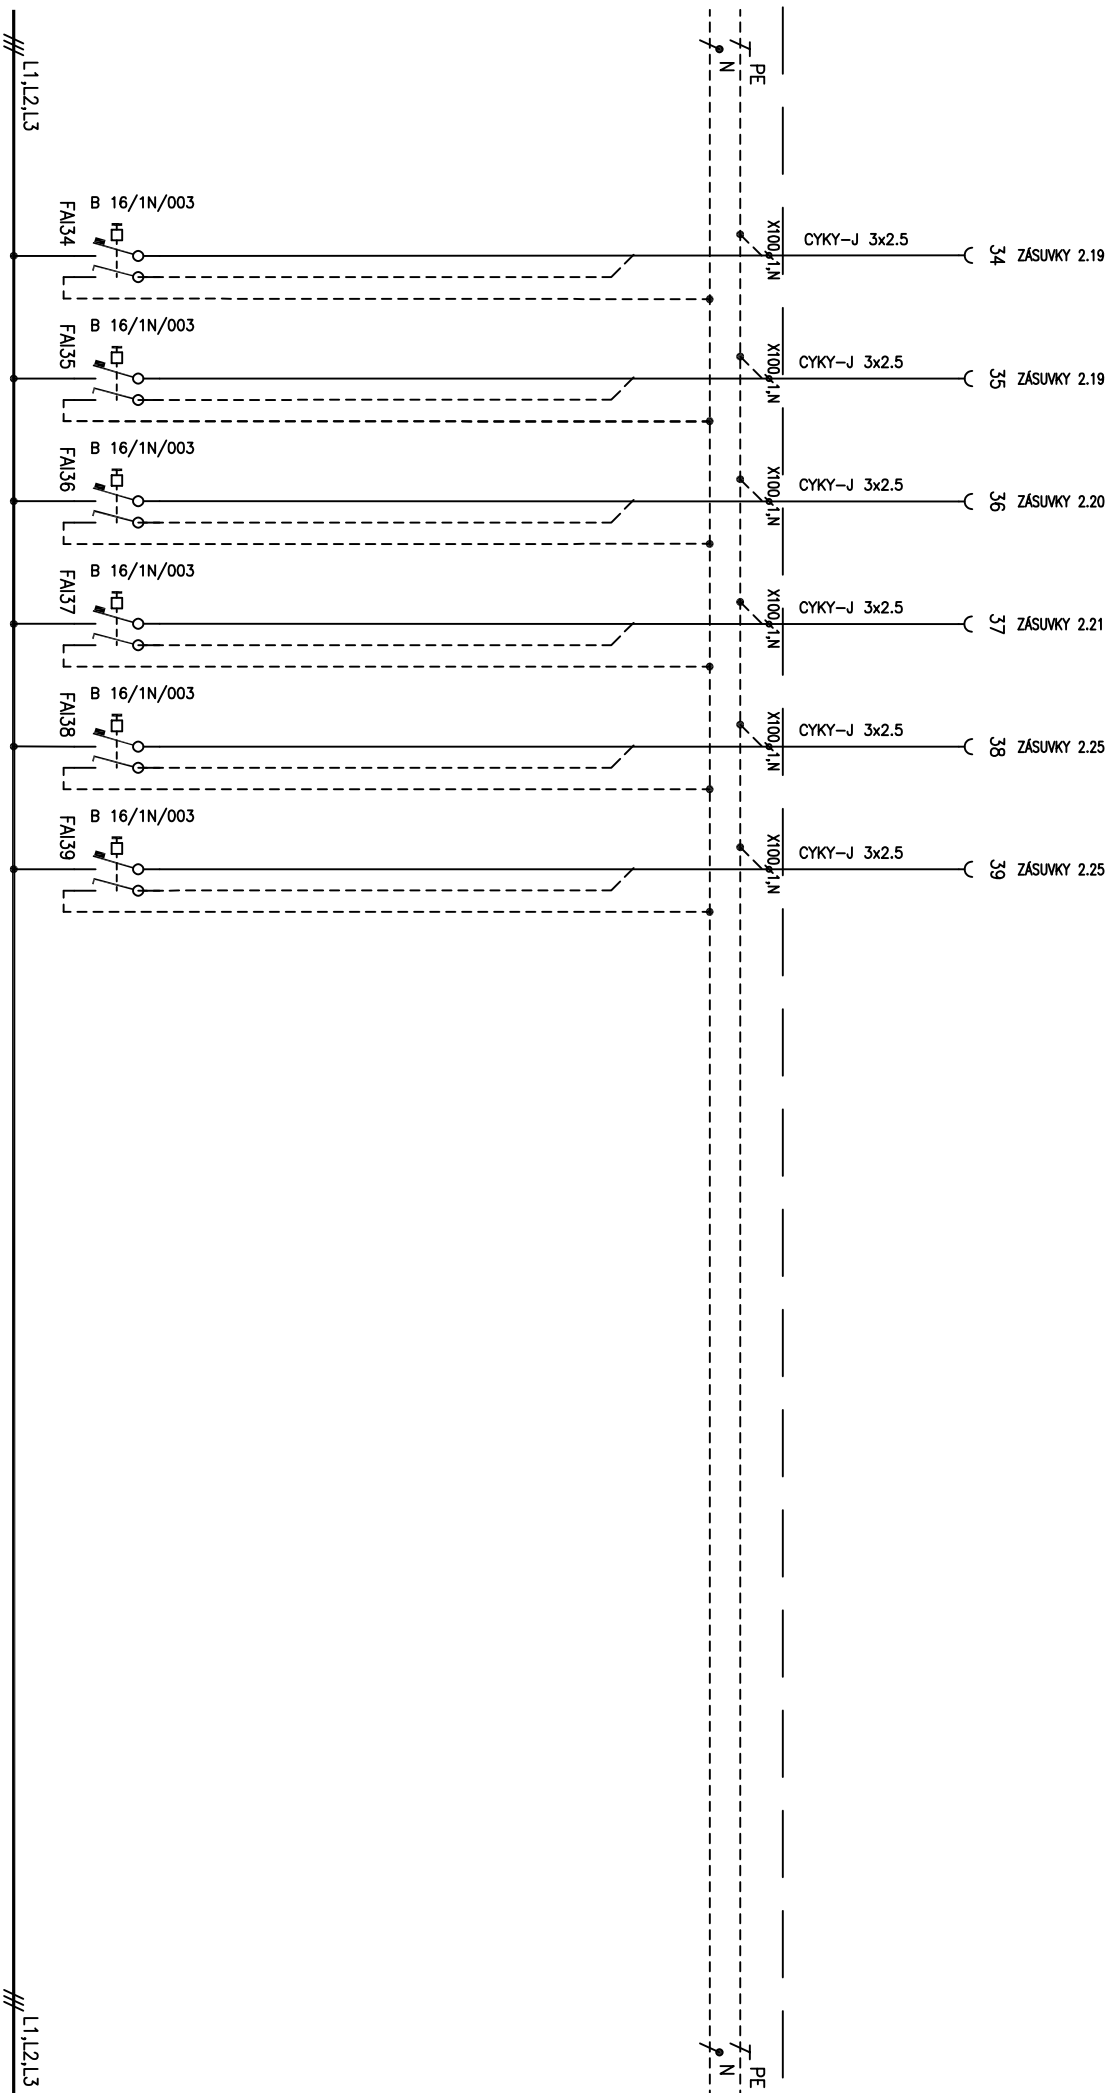 L1,L2,L3
N
PE
FAI34
B 16/1N/003
X100,1,N
CYKY-J 3x2.5
34
ZÁSUVKY 2.19
FAI35
B 16/1N/003
X100,1,N
CYKY-J 3x2.5
35
ZÁSUVKY 2.19
FAI36
B 16/1N/003
X100,1,N
CYKY-J 3x2.5
36
ZÁSUVKY 2.20
FAI37
B 16/1N/003
X100,1,N
CYKY-J 3x2.5
37
ZÁSUVKY 2.21
FAI38
B 16/1N/003
X100,1,N
CYKY-J 3x2.5
38
ZÁSUVKY 2.25
FAI39
B 16/1N/003
X100,1,N
CYKY-J 3x2.5
39
ZÁSUVKY 2.25
L1,L2,L3
N
PE